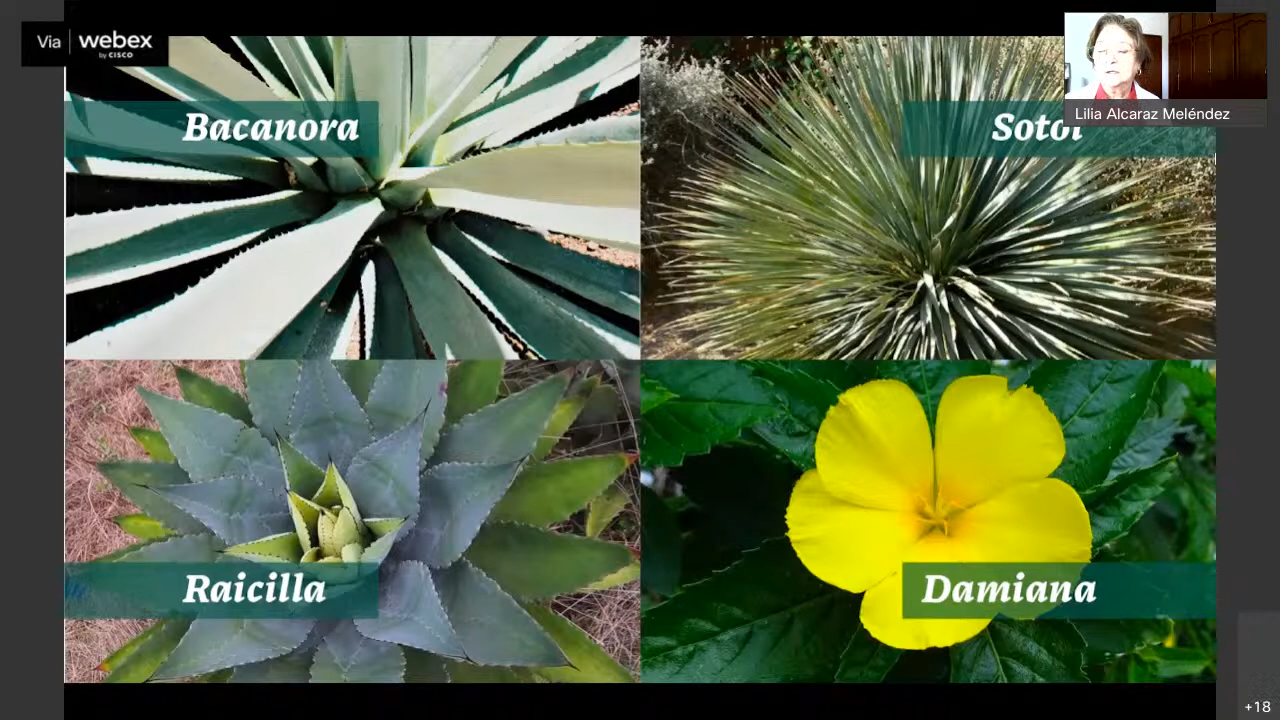 Via webex
by CISCO
Bacanora
Sotol
Lilia Alcaraz Meléndez
Raicilla
Damiana
+18